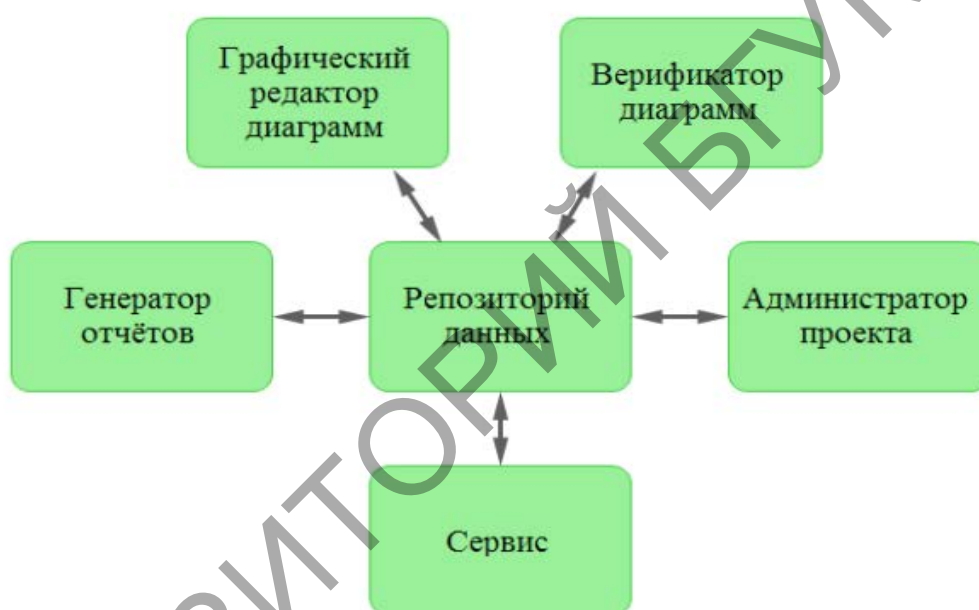 Графический
редактор
диаграмм
Верификатор
диаграмм
Генератор
отчётов
Репозиторий
данных
Администратор
проекта
Сервис